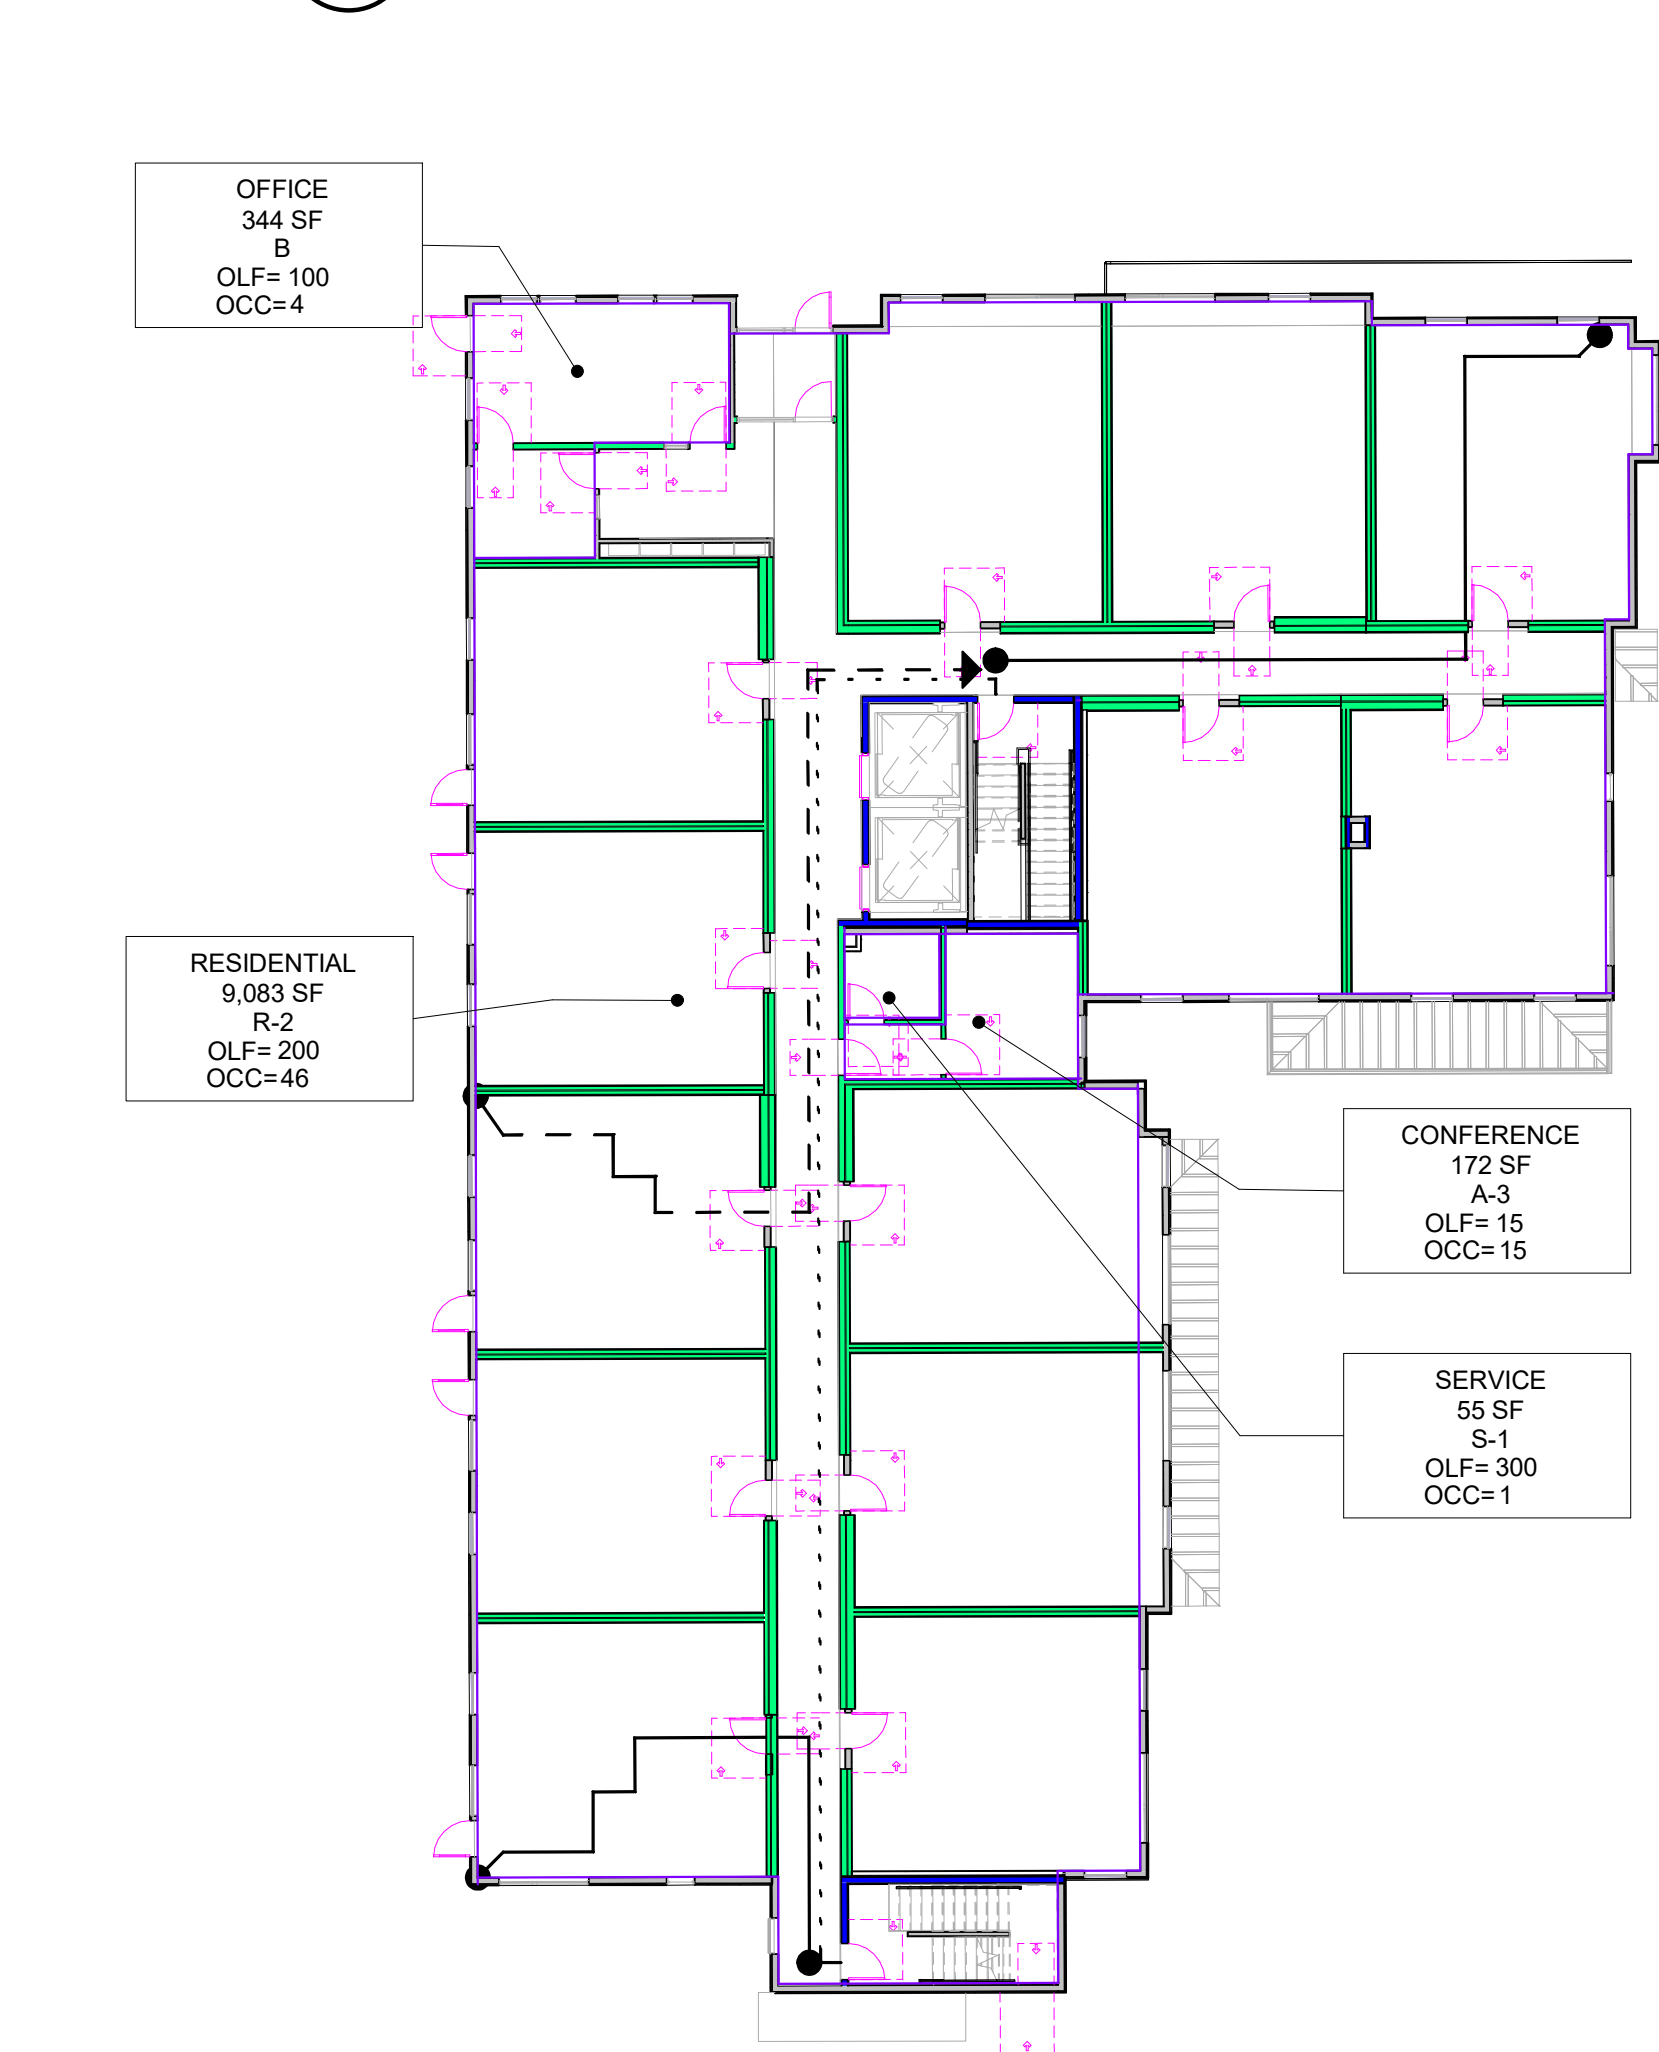 OFFICE
344 SF
B
OLF= 100
OCC= 4
RESIDENTIAL
9,083 SF
R-2
OLF= 200
OCC= 46
CONFERENCE
172 SF
A-3
OLF= 15
OCC= 15
SERVICE
55 SF
S-1
OLF= 300
OCC= 1